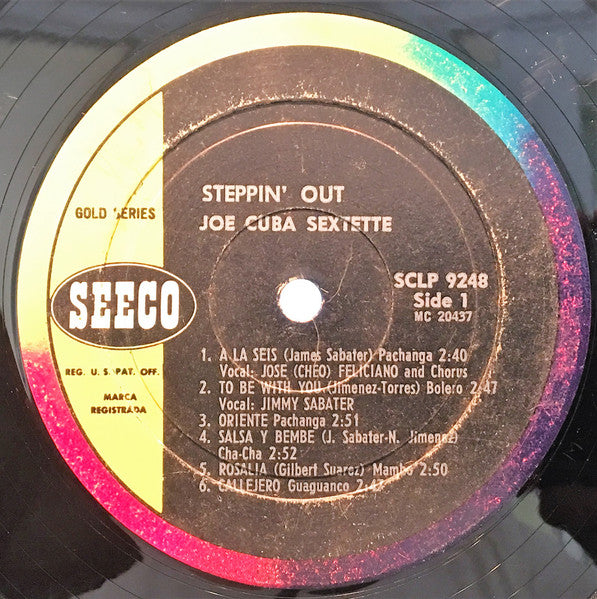 STEPPIN' OUT
JOE CUBA SEXTETTE
GOLD SERIES
SEECO
REG. U. S. PAT. OFF.
MARCA
REGISTRADA
SCLP 9248
Side 1
MC 20437
1. A LA SEIS (James Sabater) Pachanga 2:40
Vocal: JOSE (CHEO) FELICIANO and Chorus
2. TO BE WITH YOU (Jimenez-Torres) Bolero 2:47
Vocal: JIMMY SABATER
3. ORIENTE Pachanga 2:51
4. SALSA Y BEMBE (J. Sabater-N. Jimenez)
Cha-Cha 2:52
5. ROSALIA (Gilbert Suarez) Mambo 2:50
6. CALLEJERO Guaguanco 2:43